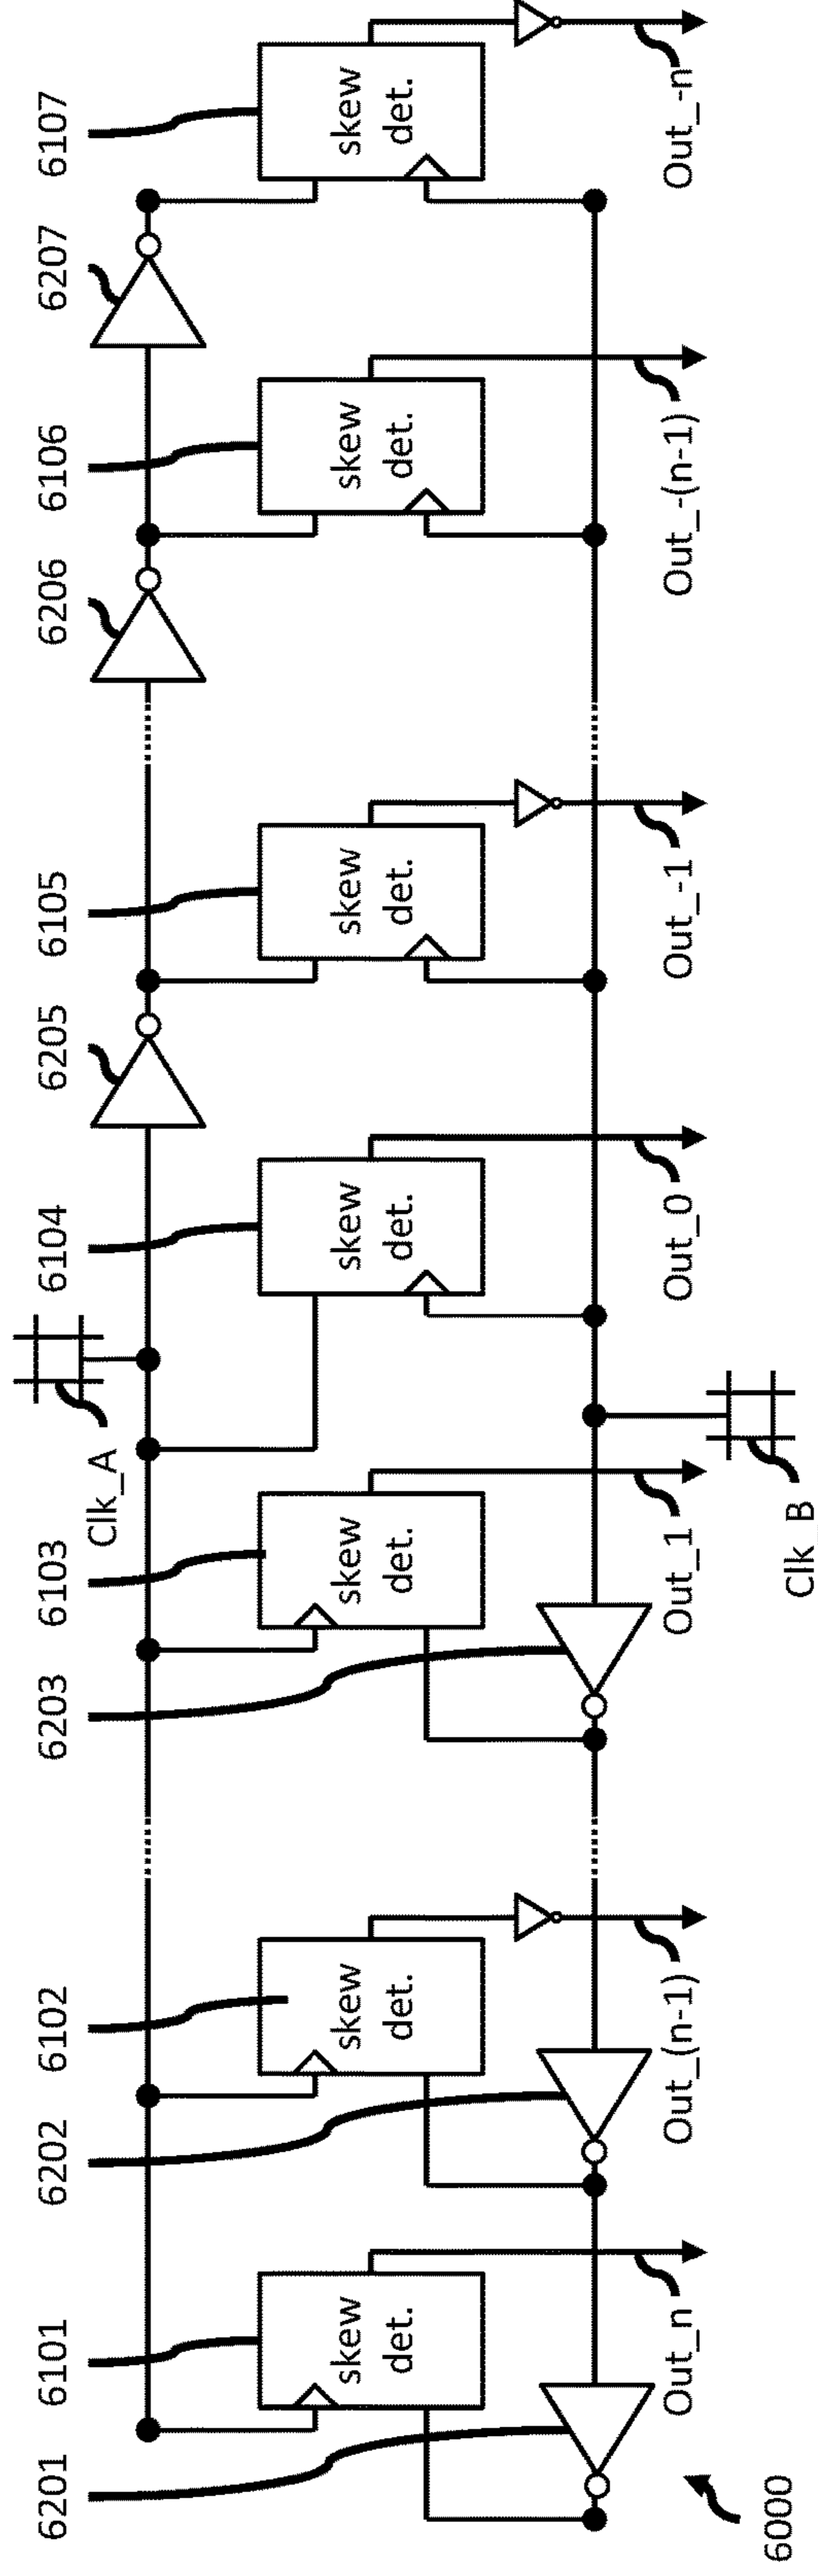 6201
6101
6202
6102
6203
6103
Clk_A
6104
6205
6105
6206
6106
6207
6107
skew
det.
skew
det.
skew
det.
skew
det.
skew
det.
skew
det.
skew
det.
Out_n
Out_(n-1)
Out_1
Out_0
Out_-1
Out_-(n-1)
Out_-n
6000
Clk_B